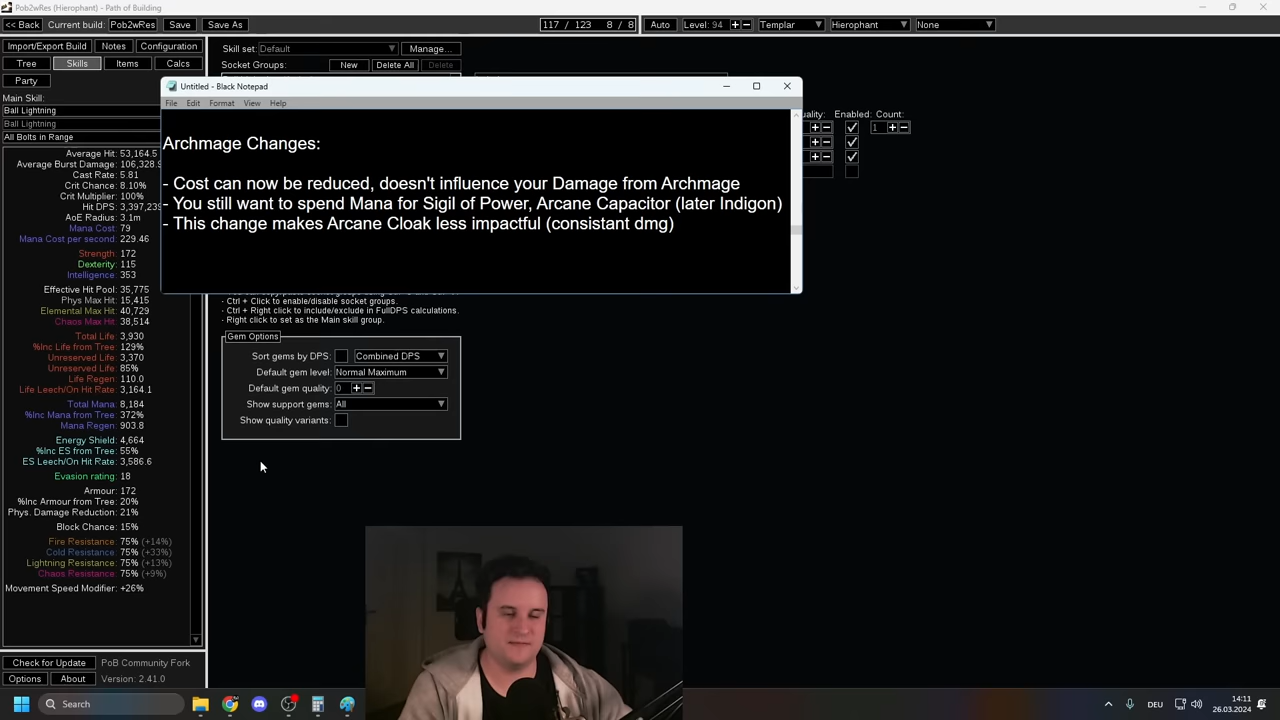 Pob2wRes (Hierophant) - Path of Building
<< Back Current build: Pob2wRes Save Save As 117 / 123 8 / 8 Auto Level: 94 Templar Hierophant None
Import/Export Build Notes Configuration
Tree Skills Items Calcs
Party
Main Skill:
Ball Lightning
Ball Lightning
All Bolts in Range
Average Hit: 53,164.5
Average Burst Damage: 106,328.9
Cast Rate: 5.81
Crit Chance: 8.10%
Crit Multiplier: 100%
Hit DPS: 3,397,239
AoE Radius: 3.1m
Mana Cost: 79
Mana Cost per second: 229.46
Strength: 172
Dexterity: 115
Intelligence: 353
Effective Hit Pool: 35,775
Phys Max Hit: 15,415
Elemental Max Hit: 40,729
Chaos Max Hit: 38,514
Total Life: 3,930
%Inc Life from Tree: 129%
Unreserved Life: 3,370
Unreserved Life: 85%
Life Regen: 110.0
Life Leech/On Hit Rate: 3,164.1
Total Mana: 8,184
%Inc Mana from Tree: 372%
Mana Regen: 903.8
Energy Shield: 4,664
%Inc ES from Tree: 55%
ES Leech/On Hit Rate: 3,586.6
Evasion rating: 18
Armour: 172
%Inc Armour from Tree: 20%
Phys. Damage Reduction: 21%
Block Chance: 15%
Fire Resistance: 75% (+14%)
Cold Resistance: 75% (+33%)
Lightning Resistance: 75% (+13%)
Chaos Resistance: 75% (+9%)
Movement Speed Modifier: +26%
Check for Update PoB Community Fork
Options About Version: 2.41.0
Skill set: Default Manage...
Socket Groups: New Delete All Delete
Untitled - Black Notepad
File Edit Format View Help
Archmage Changes:
- Cost can now be reduced, doesn't influence your Damage from Archmage
- You still want to spend Mana for Sigil of Power, Arcane Capacitor (later Indigon)
- This change makes Arcane Cloak less impactful (consistant dmg)
uality: Enabled: Count:
1
- Ctrl + Click to enable/disable socket groups.
- Ctrl + Right click to include/exclude in FullDPS calculations.
- Right click to set as the Main skill group.
Gem Options
Sort gems by DPS: Combined DPS
Default gem level: Normal Maximum
Default gem quality: 0
Show support gems: All
Show quality variants:
Search
DEU
14:11
26.03.2024